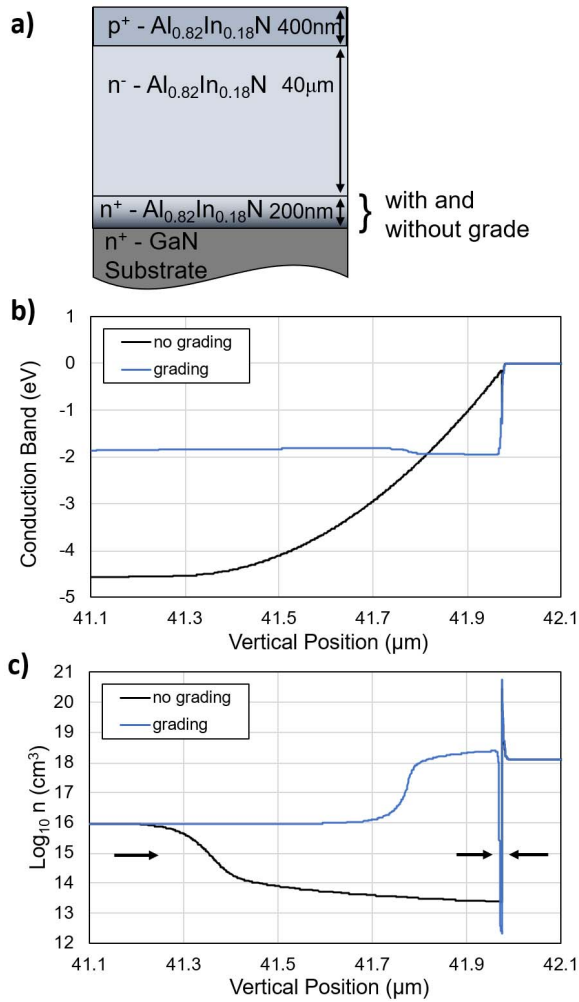 a)
p⁺ - Al₀.₈₂In₀.₁₈N 400nm
n⁻ - Al₀.₈₂In₀.₁₈N 40μm
n⁺ - Al₀.₈₂In₀.₁₈N 200nm
n⁺ - GaN
Substrate
} with and
without grade
b)
Conduction Band (eV)
1
0
-1
-2
-3
-4
-5
no grading
grading
41.1 41.3 41.5 41.7 41.9 42.1
Vertical Position (μm)
c)
Log₁₀ n (cm³)
21
20
19
18
17
16
15
14
13
12
no grading
grading
41.1 41.3 41.5 41.7 41.9 42.1
Vertical Position (μm)